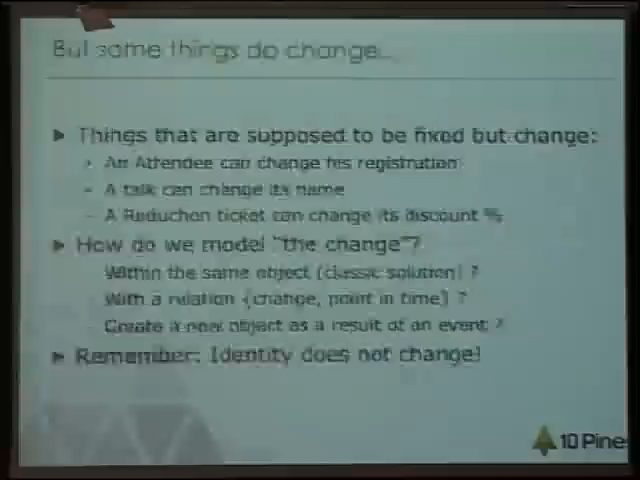 But some things do change...
Things that are supposed to be fixed but change:
An Attendee can change his registration
A talk can change its name
A Reduction ticket can change its discount %
How do we model "the change"?
Within the same object (classic solution) ?
With a relation (change, point in time) ?
Create a new object as a result of an event ?
Remember: Identity does not change!
10 Pine